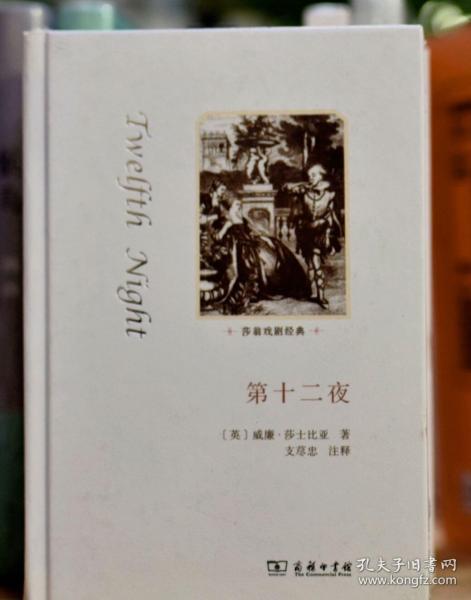 Twelfth Night
莎翁戏剧经典
第十二夜
[英] 威廉·莎士比亚 著
支荩忠 注释
商务印书馆
The Commercial Press
孔夫子旧书网
www.kongfz.com